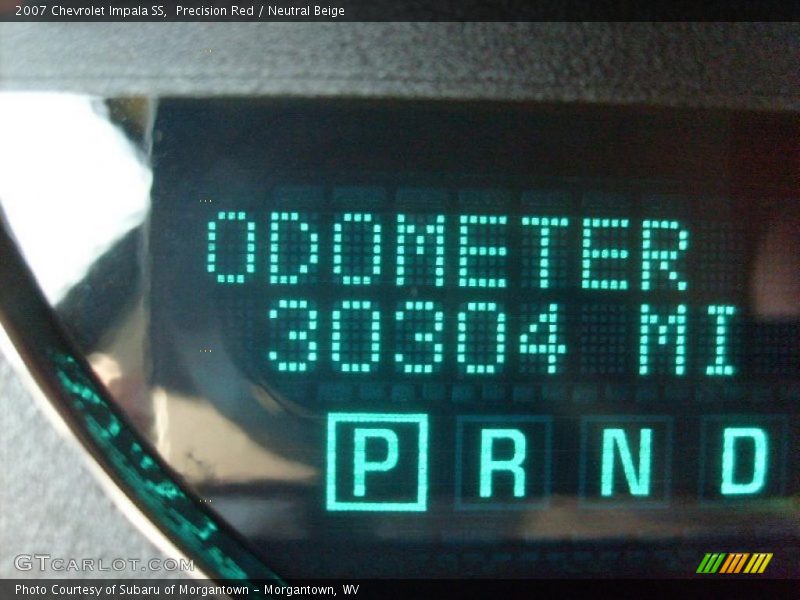 2007 Chevrolet Impala SS,  Precision Red / Neutral Beige
ODOMETER
30304 MI
P R N D
GTCARLOT.COM
Photo Courtesy of Subaru of Morgantown - Morgantown, WV